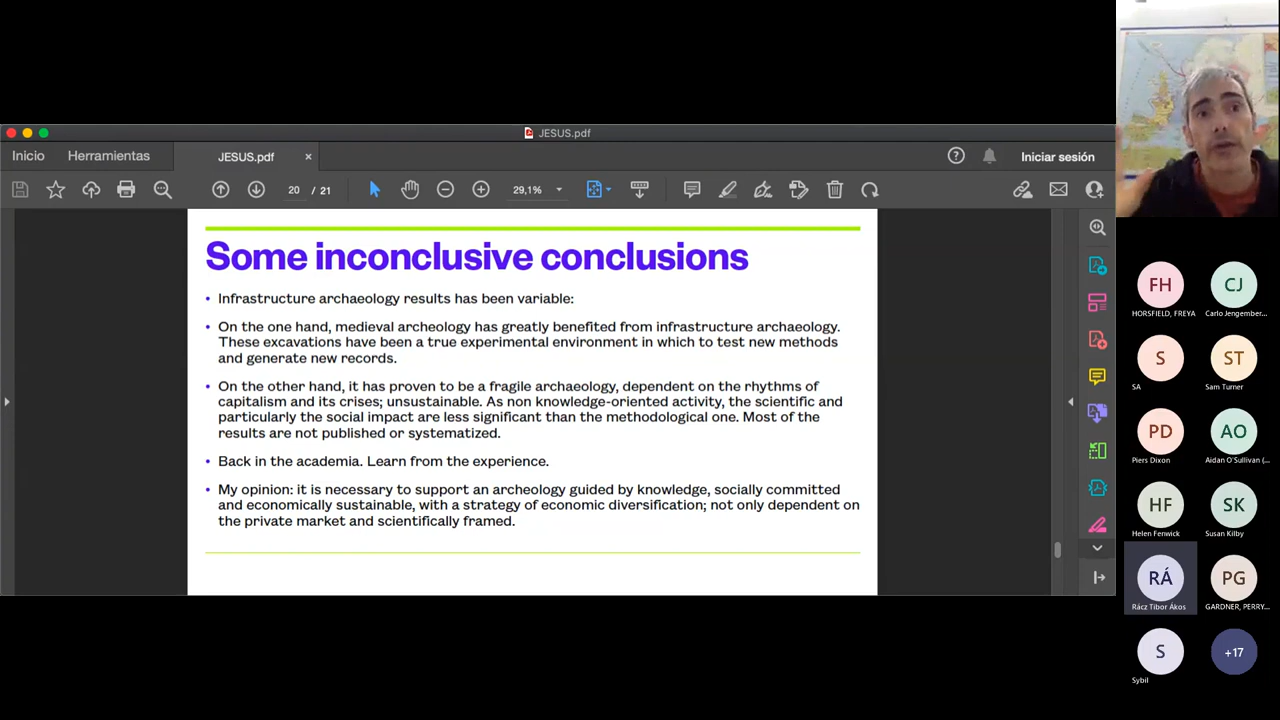 JESUS.pdf
Inicio
Herramientas
JESUS.pdf
Iniciar sesión
20 / 21
29,1%
Some inconclusive conclusions
• Infrastructure archaeology results has been variable:
• On the one hand, medieval archeology has greatly benefited from infrastructure archaeology.
These excavations have been a true experimental environment in which to test new methods
and generate new records.
• On the other hand, it has proven to be a fragile archaeology, dependent on the rhythms of
capitalism and its crises; unsustainable. As non knowledge-oriented activity, the scientific and
particularly the social impact are less significant than the methodological one. Most of the
results are not published or systematized.
• Back in the academia. Learn from the experience.
• My opinion: it is necessary to support an archeology guided by knowledge, socially committed
and economically sustainable, with a strategy of economic diversification; not only dependent on
the private market and scientifically framed.
FH
HORSFIELD, FREYA
CJ
Carlo Jengember...
S
SA
ST
Sam Turner
PD
Piers Dixon
AO
Aidan O'Sullivan (...
HF
Helen Fenwick
SK
Susan Kilby
RÁ
Rácz Tibor Ákos
PG
GARDNER, PERRY...
S
Sybil
+17